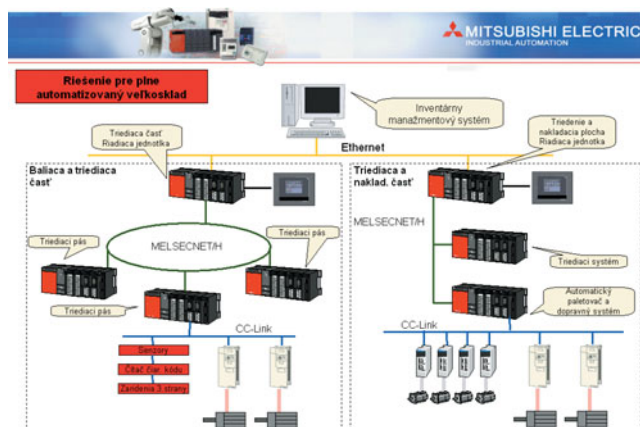 MITSUBISHI ELECTRIC
INDUSTRIAL AUTOMATION
Riešenie pre plne
automatizovaný veľkosklad
Inventárny
manažmentový systém
Triediaca časť
Riadiaca jednotka
Ethernet
Triedenie a
nakladacia plocha
Riadiaca jednotka
Baliaca a triediaca
časť
Triediaca a
naklad. časť
MELSECNET/H
Triediaci pás
Triediaci pás
Triediaci pás
MELSECNET/H
Triediaci systém
Automatický
paletovač a
dopravný systém
CC-Link
Senzory
Čítač čiar. kódu
Zariadenia 3.strany
CC-Link